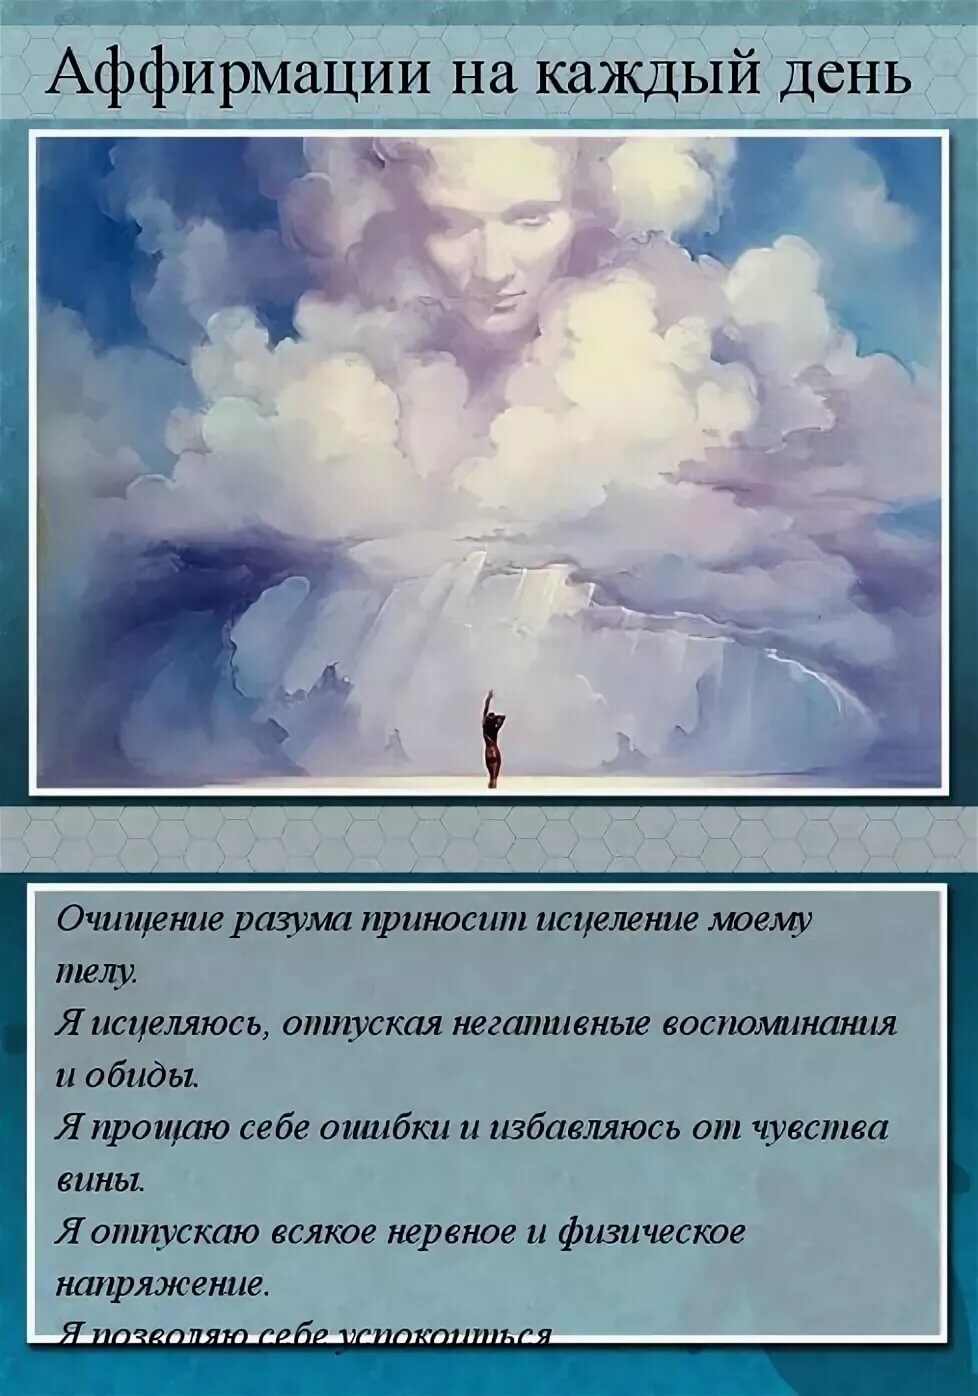 Аффирмации на каждый день
Очищение разума приносит исцеление моему
телу.
Я исцеляюсь, отпуская негативные воспоминания
и обиды.
Я прощаю себе ошибки и избавляюсь от чувства
вины.
Я отпускаю всякое нервное и физическое
напряжение.
Я позволяю себе успокоиться